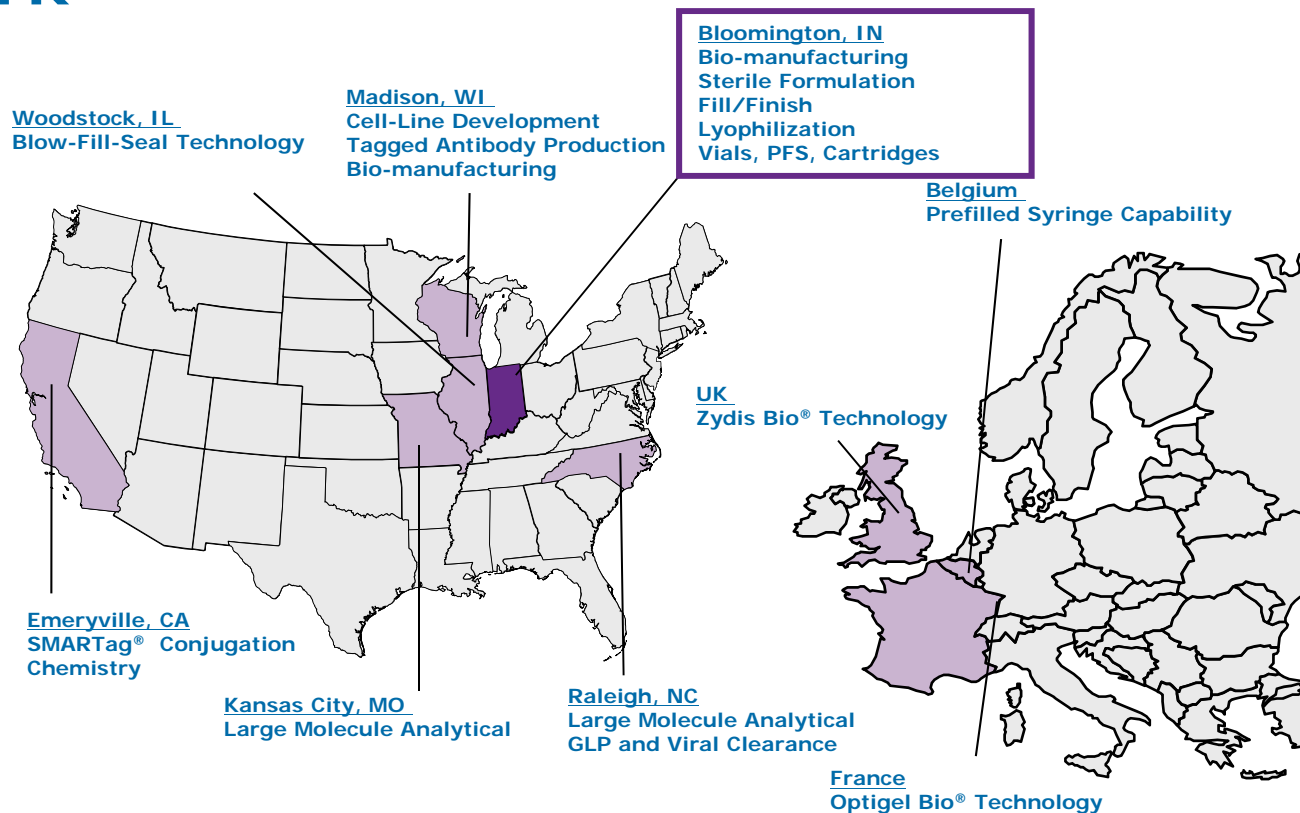 Bloomington, IN
Bio-manufacturing
Sterile Formulation
Fill/Finish
Lyophilization
Vials, PFS, Cartridges
Woodstock, IL
Blow-Fill-Seal Technology
Madison, WI
Cell-Line Development
Tagged Antibody Production
Bio-manufacturing
Belgium
Prefilled Syringe Capability
UK
Zydis Bio® Technology
Emeryville, CA
SMARTag® Conjugation
Chemistry
Kansas City, MO
Large Molecule Analytical
Raleigh, NC
Large Molecule Analytical
GLP and Viral Clearance
France
Optigel Bio® Technology